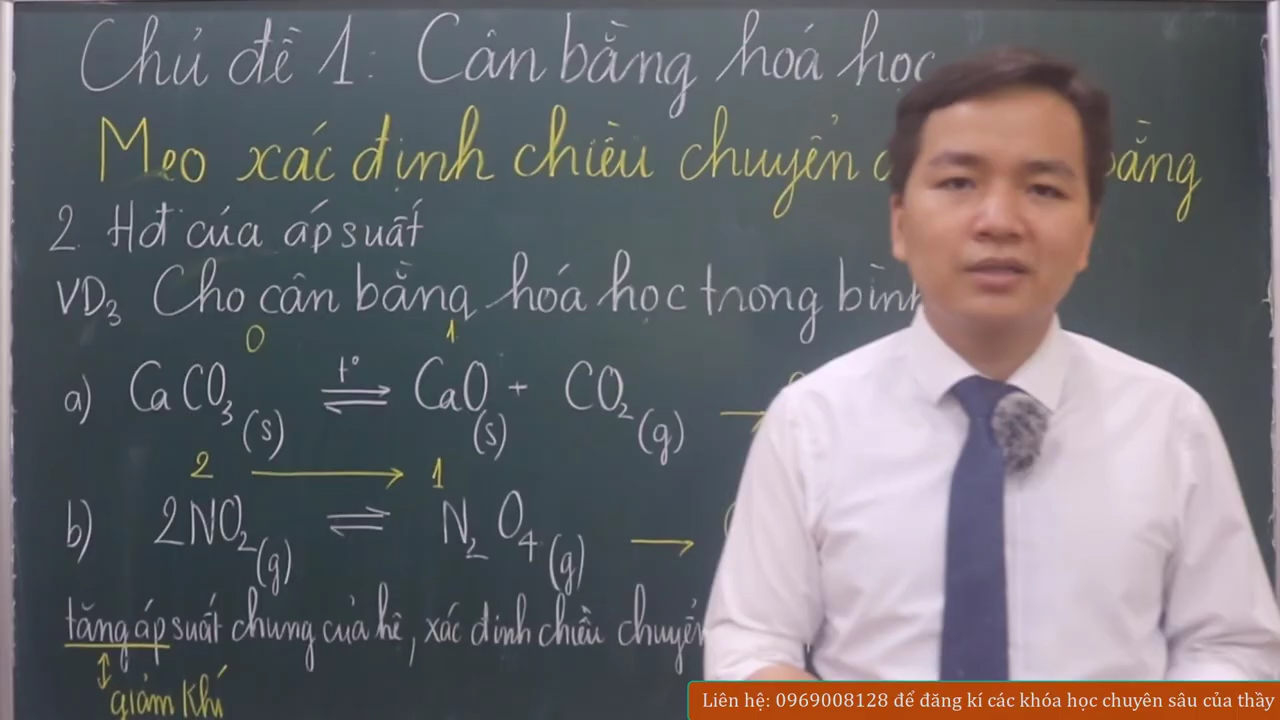 Chủ đề 1: Cân bằng hoá học
Mẹo xác định chiều chuyển bằng
2. Hđ của áp suất
VD3 Cho cân bằng hóa học trong bình
0 1
a) CaCO3 (s) ⇌ t° CaO (s) + CO2 (g) →
2 → 1
b) 2NO2 (g) ⇌ N2O4 (g) →
tăng áp suất chung của hệ, xác định chiều chuyển
↕
giảm khí
Liên hệ: 0969008128 để đăng kí các khóa học chuyên sâu của thầy